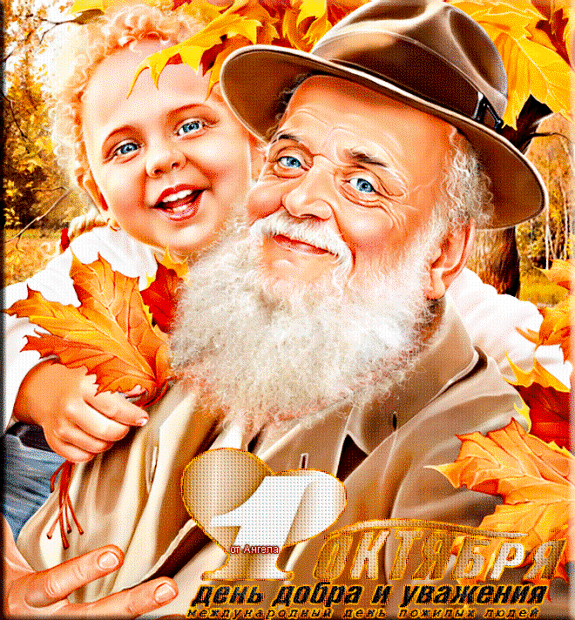 1 ОКТЯБРЯ
от Ангела
день добра и уважения
международный день пожилых людей